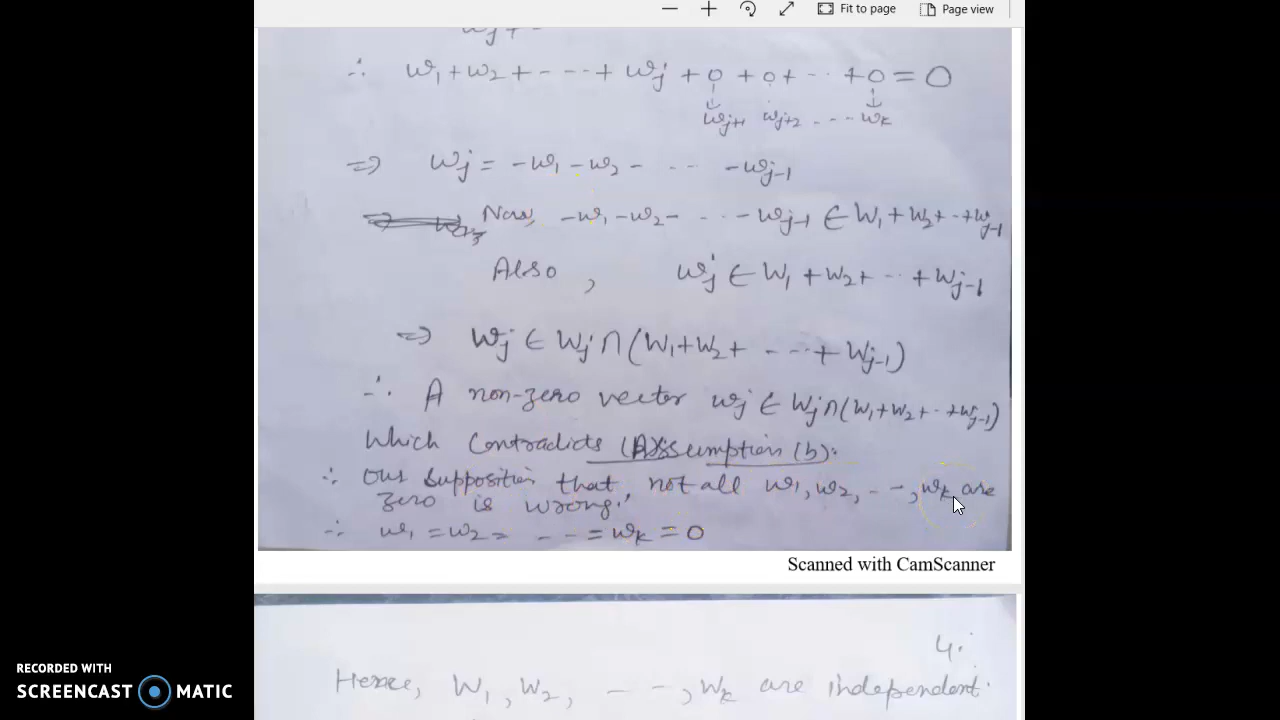 Fit to page Page view
∴ w₁ + w₂ + - - - + wⱼ + 0 + 0 + - - + 0 = 0
↓ ↓
wⱼ₊₁ wⱼ₊₂ - - - wₖ
⇒ wⱼ = -w₁ - w₂ - - - - wⱼ₋₁
Now, -w₁ - w₂ - - - - wⱼ₋₁ ∈ W₁ + W₂ + - + Wⱼ₋₁
Also, wⱼ ∈ W₁ + W₂ + - - + Wⱼ₋₁
⇒ wⱼ ∈ Wⱼ ∩ (W₁ + W₂ + - - - + Wⱼ₋₁)
∴ A non-zero vector wⱼ ∈ Wⱼ ∩ (W₁ + W₂ + - - + Wⱼ₋₁)
Which Contradicts Assumption (b).
∴ Our Supposition that, not all w₁, w₂, - -, wₖ are
zero is wrong.
∴ w₁ = w₂ = - - - = wₖ = 0
Scanned with CamScanner
4.
Hence, W₁, W₂, - - -, Wₖ are independent.
RECORDED WITH
SCREENCAST MATIC